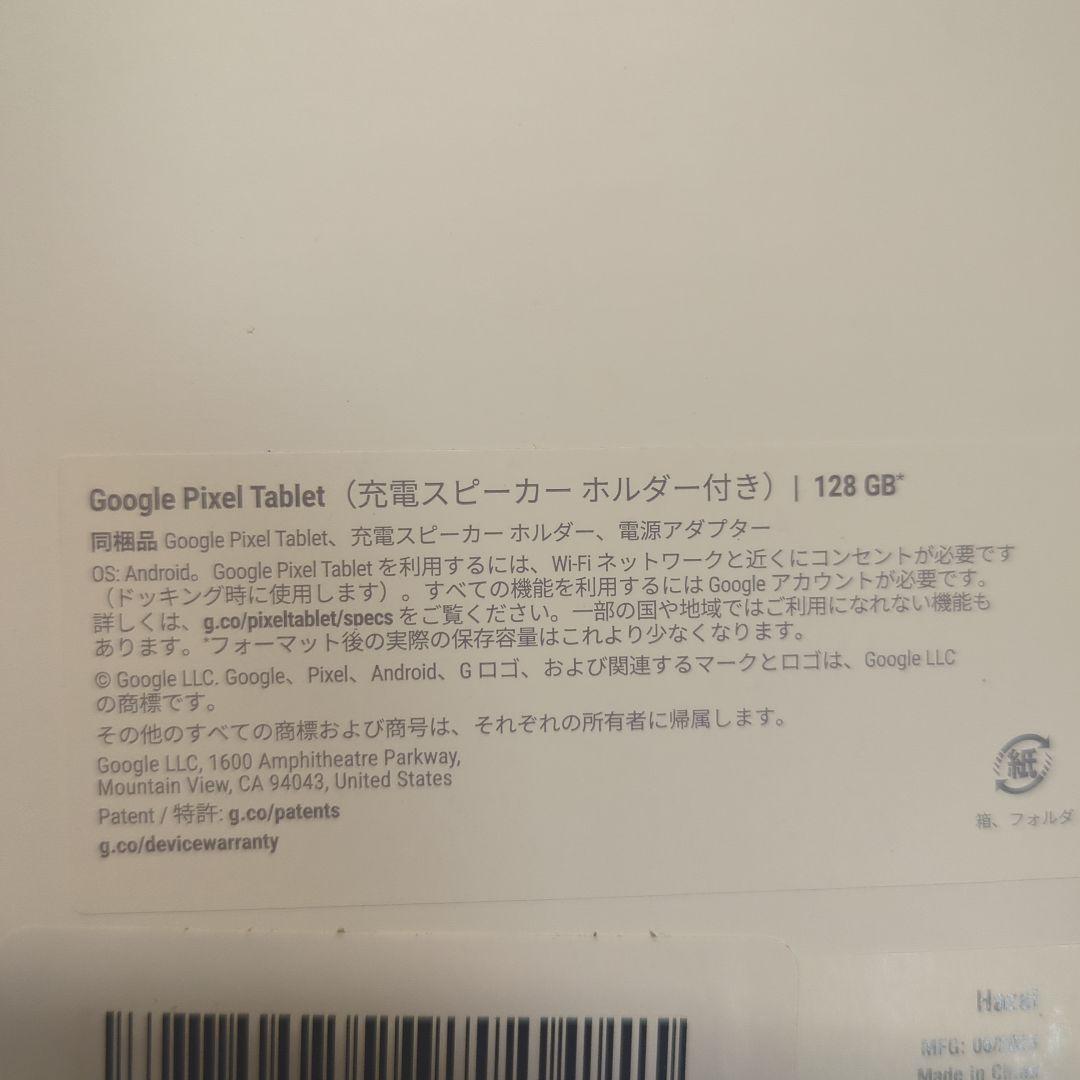 Google Pixel Tablet（充電スピーカー ホルダー付き）| 128 GB*
同梱品 Google Pixel Tablet、充電スピーカー ホルダー、電源アダプター
OS: Android。Google Pixel Tablet を利用するには、Wi-Fi ネットワークと近くにコンセントが必要です
（ドッキング時に使用します）。すべての機能を利用するには Google アカウントが必要です。
詳しくは、g.co/pixeltablet/specs をご覧ください。一部の国や地域ではご利用になれない機能も
あります。*フォーマット後の実際の保存容量はこれより少なくなります。
© Google LLC. Google、Pixel、Android、G ロゴ、および関連するマークとロゴは、Google LLC
の商標です。
その他のすべての商標および商号は、それぞれの所有者に帰属します。
Google LLC, 1600 Amphitheatre Parkway,
Mountain View, CA 94043, United States
Patent / 特許: g.co/patents
g.co/devicewarranty
紙
箱、フォルダ
MFG:
Made in